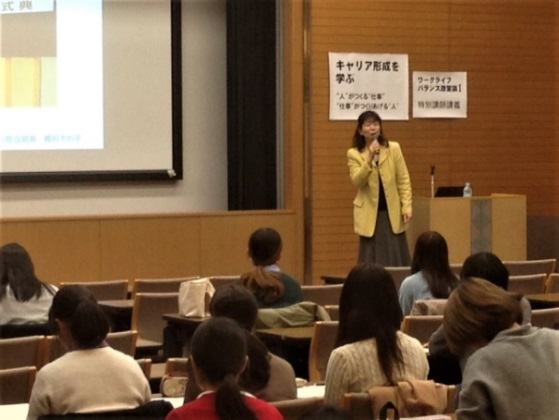 式典
キャリア形成を
学ぶ
"人"がつくる"仕事"
"仕事"がつくりあげる"人"
ワークライフ
バランス政策論Ⅰ
特別講師講義